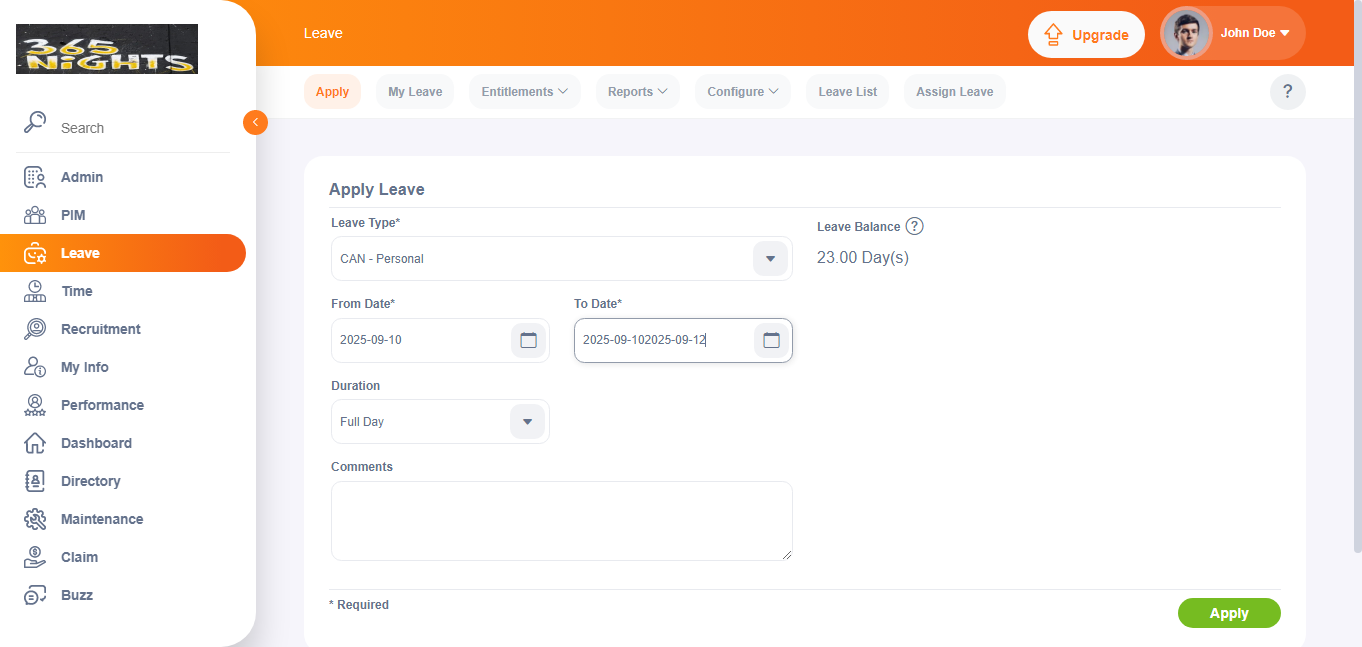 365
NIGHTS
Search
Admin
PIM
Leave
Time
Recruitment
My Info
Performance
Dashboard
Directory
Maintenance
Claim
Buzz
Leave
Upgrade
John Doe
Apply
My Leave
Entitlements
Reports
Configure
Leave List
Assign Leave
?
Apply Leave
Leave Type*
Leave Balance ?
CAN - Personal
23.00 Day(s)
From Date*
To Date*
2025-09-10
2025-09-102025-09-12
Duration
Full Day
Comments
* Required
Apply